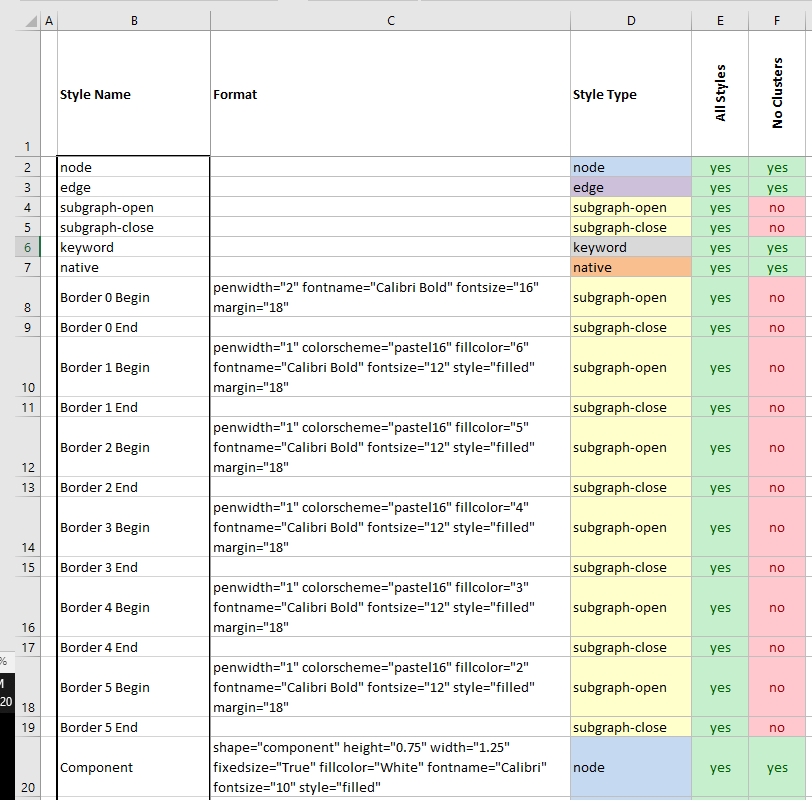 A B C D E F
1 Style Name Format Style Type All Styles No Clusters
2 node node yes yes
3 edge edge yes yes
4 subgraph-open subgraph-open yes no
5 subgraph-close subgraph-close yes no
6 keyword keyword yes yes
7 native native yes yes
penwidth="2" fontname="Calibri Bold" fontsize="16"
8 Border 0 Begin subgraph-open yes no
margin="18"
9 Border 0 End subgraph-close yes no
penwidth="1" colorscheme="pastel16" fillcolor="6"
Border 1 Begin fontname="Calibri Bold" fontsize="12" style="filled" subgraph-open yes no
10 margin="18"
11 Border 1 End subgraph-close yes no
penwidth="1" colorscheme="pastel16" fillcolor="5"
Border 2 Begin fontname="Calibri Bold" fontsize="12" style="filled" subgraph-open yes no
12 margin="18"
13 Border 2 End subgraph-close yes no
penwidth="1" colorscheme="pastel16" fillcolor="4"
Border 3 Begin fontname="Calibri Bold" fontsize="12" style="filled" subgraph-open yes no
14 margin="18"
15 Border 3 End subgraph-close yes no
penwidth="1" colorscheme="pastel16" fillcolor="3"
Border 4 Begin fontname="Calibri Bold" fontsize="12" style="filled" subgraph-open yes no
16 margin="18"
17 Border 4 End subgraph-close yes no
%
penwidth="1" colorscheme="pastel16" fillcolor="2"
M
Border 5 Begin fontname="Calibri Bold" fontsize="12" style="filled" subgraph-open yes no
20
18 margin="18"
19 Border 5 End subgraph-close yes no
shape="component" height="0.75" width="1.25"
Component fixedsize="True" fillcolor="White" fontname="Calibri" node yes yes
20 fontsize="10" style="filled"